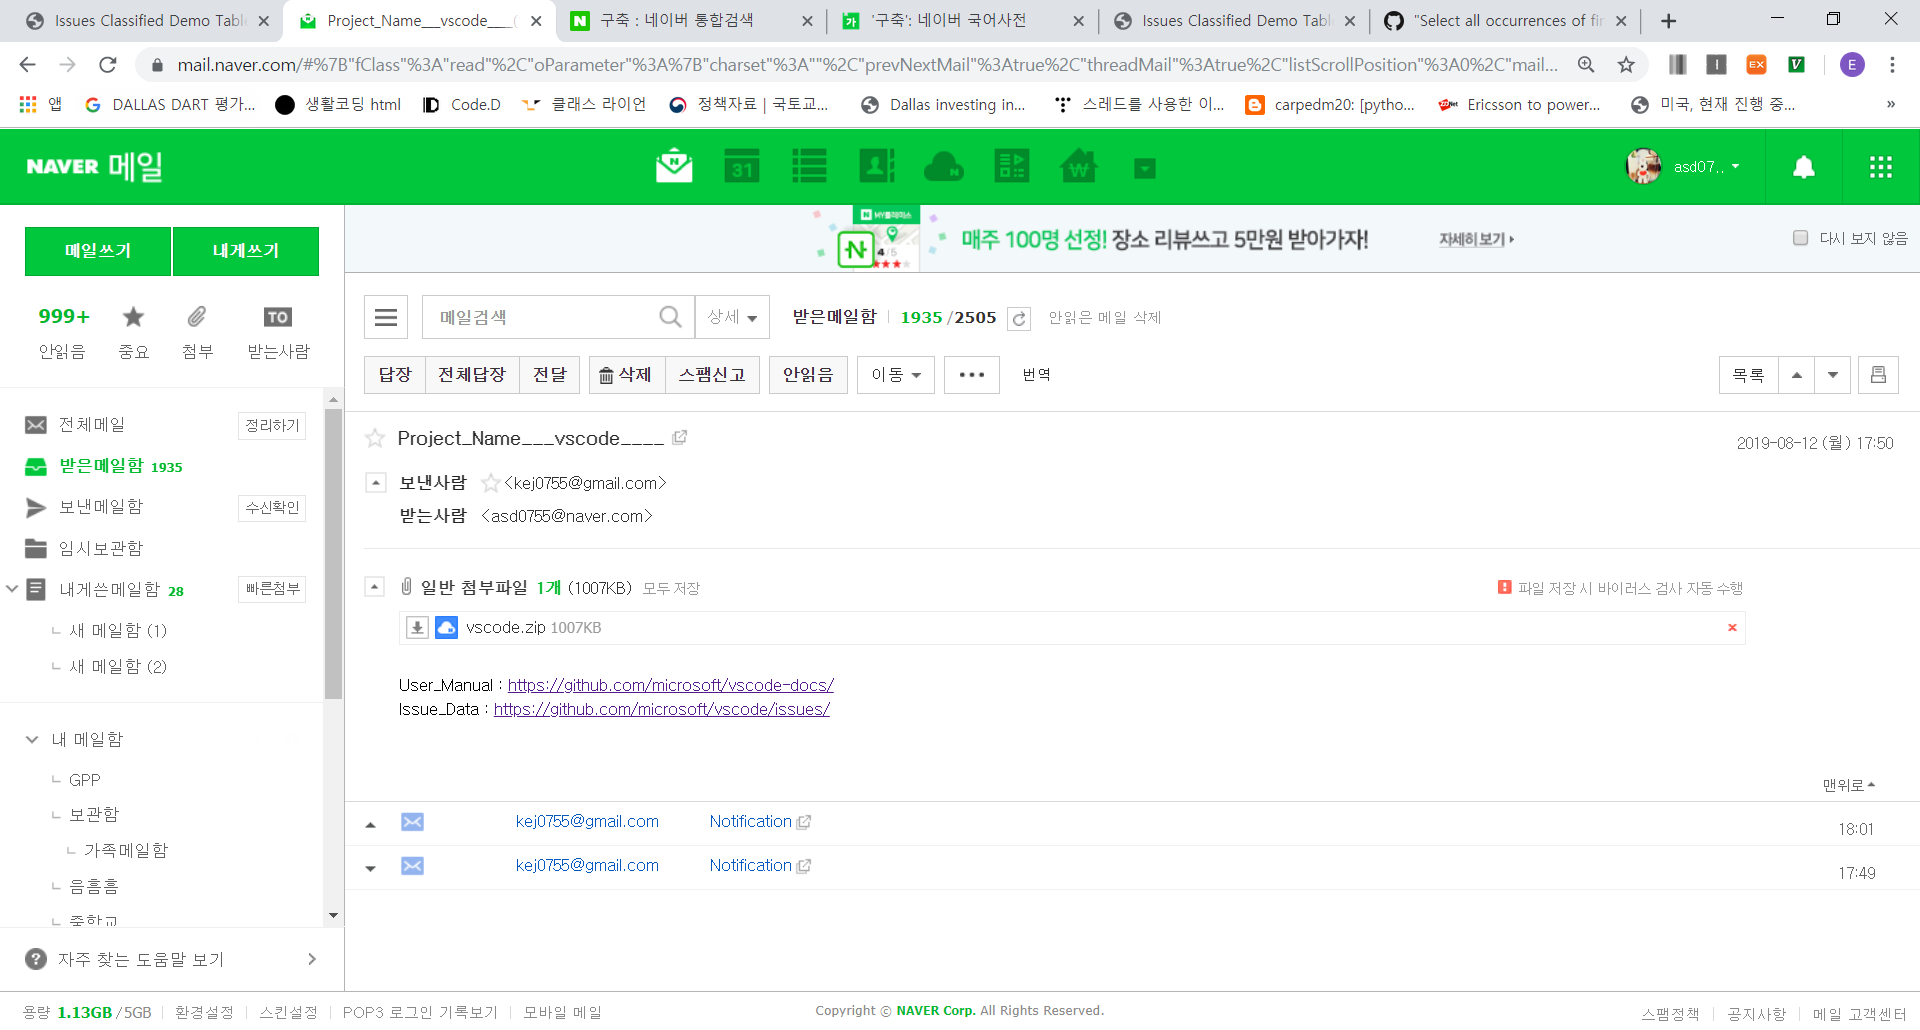 Issues Classified Demo Tabl
Project_Name___vscode___(
구축 : 네이버 통합검색
'구축': 네이버 국어사전
Issues Classified Demo Tabl
"Select all occurrences of fin
mail.naver.com/#%7B"fClass"%3A"read"%2C"oParameter"%3A%7B"charset"%3A""%2C"prevNextMail"%3Atrue%2C"threadMail"%3Atrue%2C"listScrollPosition"%3A0%2C"mail...
EX
E
앱
DALLAS DART 평가...
생활코딩 html
Code.D
클래스 라이언
정책자료 | 국토교...
Dallas investing in...
스레드를 사용한 이...
carpedm20: [pytho...
Ericsson to power...
미국, 현재 진행 중...
»
NAVER 메일
31
asd07..
메일쓰기
내게쓰기
MY플레이스
4/5
매주 100명 선정! 장소 리뷰쓰고 5만원 받아가자!
자세히 보기
다시 보지 않음
999+
안읽음
중요
첨부
TO
받는사람
메일검색
상세
받은메일함
1935 /2505
안읽은 메일 삭제
답장
전체답장
전달
삭제
스팸신고
안읽음
이동
번역
목록
전체메일
정리하기
받은메일함 1935
보낸메일함
수신확인
임시보관함
내게쓴메일함 28
빠른첨부
새 메일함 (1)
새 메일함 (2)
내 메일함
GPP
보관함
가족메일함
음흠흠
중학교
자주 찾는 도움말 보기
Project_Name___vscode____
2019-08-12 (월) 17:50
보낸사람
<kej0755@gmail.com>
받는사람
<asd0755@naver.com>
일반 첨부파일 1개 (1007KB) 모두 저장
파일 저장 시 바이러스 검사 자동 수행
vscode.zip 1007KB
User_Manual : https://github.com/microsoft/vscode-docs/
Issue_Data : https://github.com/microsoft/vscode/issues/
맨위로
kej0755@gmail.com
Notification
18:01
kej0755@gmail.com
Notification
17:49
용량 1.13GB /5GB
환경설정
스킨설정
POP3 로그인 기록보기
모바일 메일
Copyright © NAVER Corp. All Rights Reserved.
스팸정책
공지사항
메일 고객센터